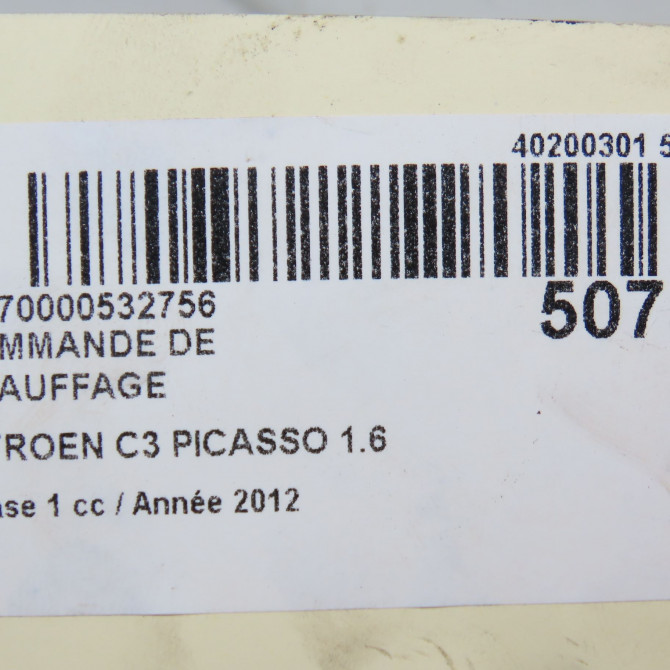 40200301 5
70000532756
507
MMANDE DE
AUFFAGE
TROEN C3 PICASSO 1.6
ase 1 cc / Année 2012